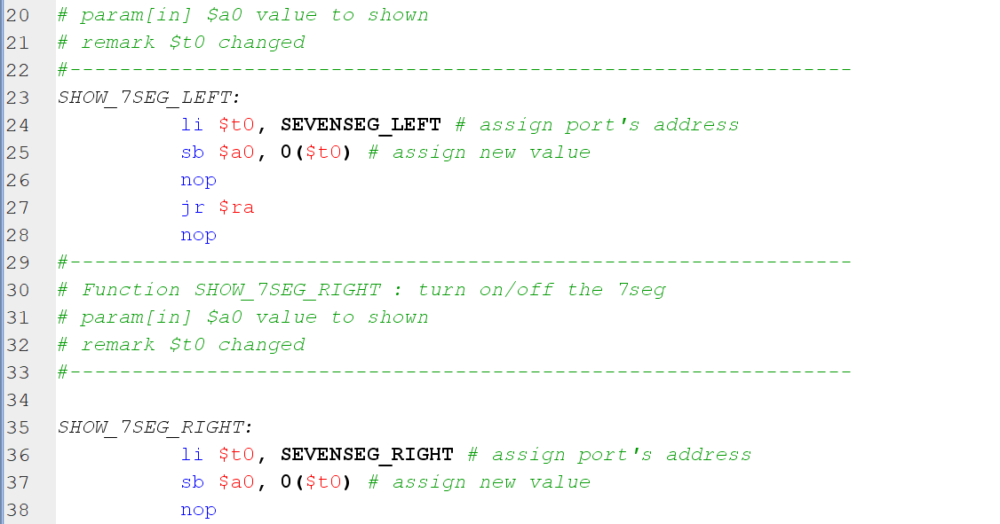 20 # param[in] $a0 value to shown
21 # remark $t0 changed
22 #---------------------------------------------------------------
23 SHOW_7SEG_LEFT:
24 li $t0, SEVENSEG_LEFT # assign port's address
25 sb $a0, 0($t0) # assign new value
26 nop
27 jr $ra
28 nop
29 #---------------------------------------------------------------
30 # Function SHOW_7SEG_RIGHT : turn on/off the 7seg
31 # param[in] $a0 value to shown
32 # remark $t0 changed
33 #---------------------------------------------------------------
34
35 SHOW_7SEG_RIGHT:
36 li $t0, SEVENSEG_RIGHT # assign port's address
37 sb $a0, 0($t0) # assign new value
38 nop